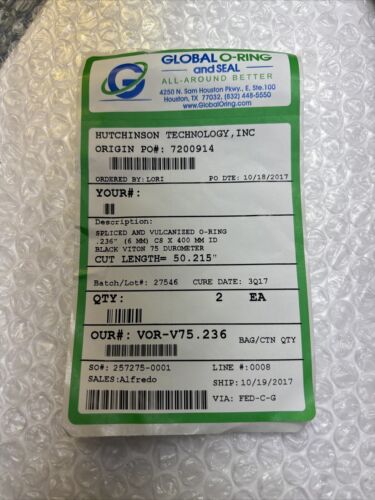 GLOBAL O-RING
and SEAL
ALL-AROUND BETTER
4250 N. Sam Houston Pkwy., E. Ste.100
Houston, TX 77032, (832) 448-5550
www.GlobalOring.com
HUTCHINSON TECHNOLOGY,INC
ORIGIN PO#: 7200914
ORDERED BY:LORI PO DTE: 10/18/2017
YOUR#:
Description:
SPLICED AND VULCANIZED O-RING
.236" (6 MM) CS X 400 MM ID
BLACK VITON 75 DUROMETER
CUT LENGTH= 50.215"
Batch/Lot#: 27546 CURE DATE: 3Q17
QTY: 2 EA
OUR#: VOR-V75.236 BAG/CTN QTY
SO#: 257275-0001 LINE #:0008
SALES:Alfredo SHIP: 10/19/2017
VIA: FED-C-G